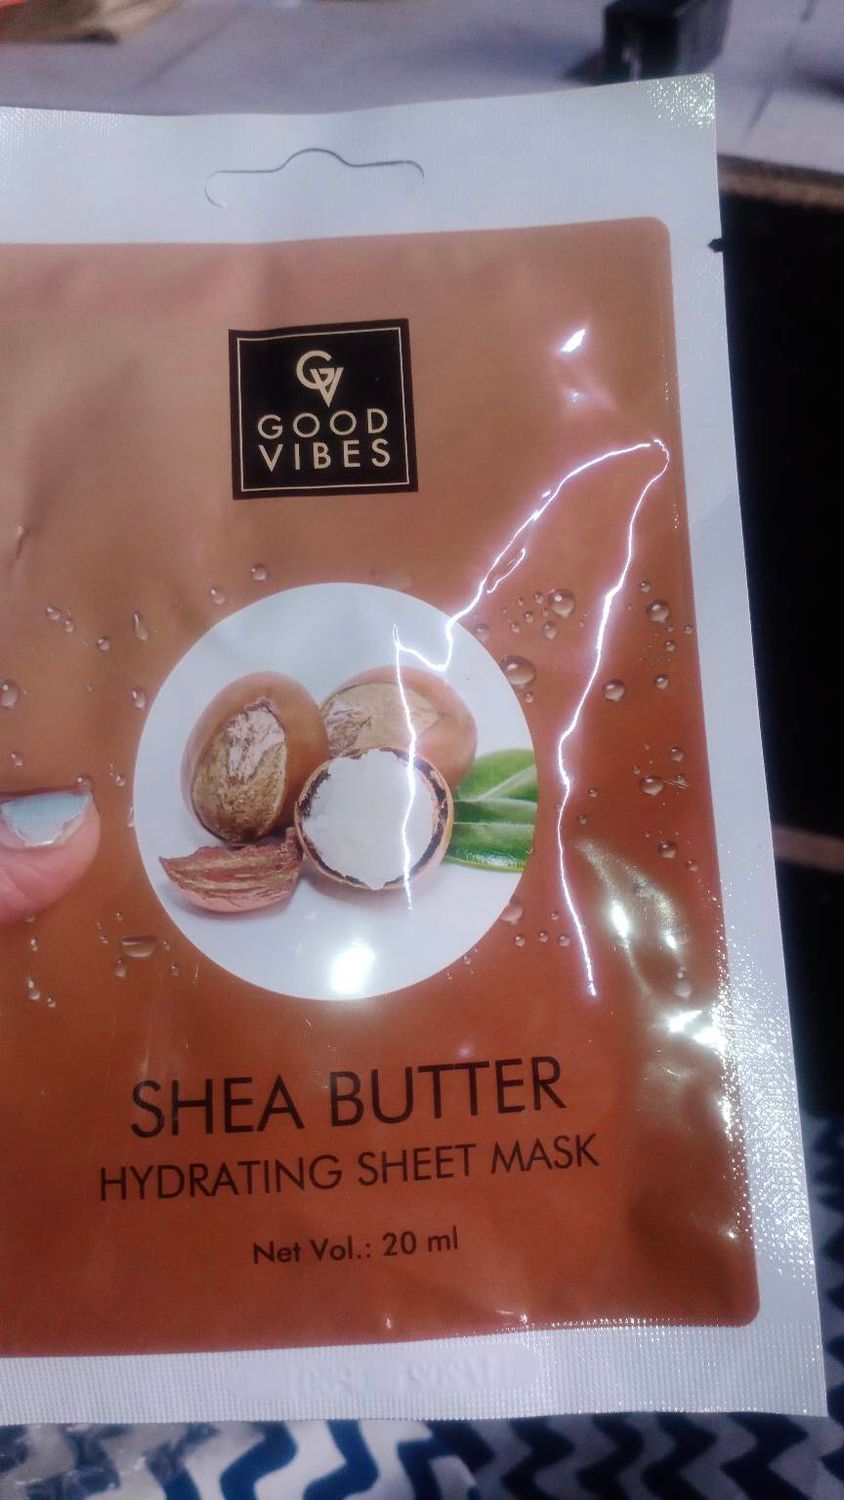 GV
GOOD
VIBES
SHEA BUTTER
HYDRATING SHEET MASK
Net Vol.: 20 ml